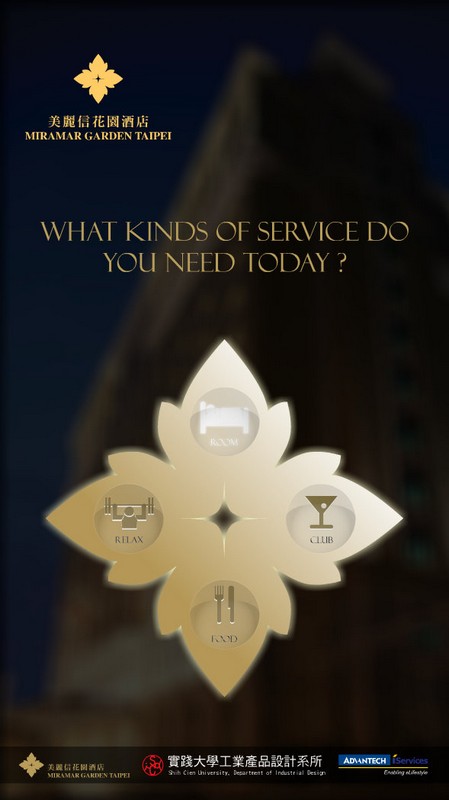 美麗信花園酒店
MIRAMAR GARDEN TAIPEI
WHAT KINDS OF SERVICE DO
YOU NEED TODAY ?
ROOM
RELAX
CLUB
FOOD
美麗信花園酒店
MIRAMAR GARDEN TAIPEI
實踐大學工業產品設計系所
Shih Cien University, Department of Industrial Design
ADVANTECH iServices
Enabling eLifestyle